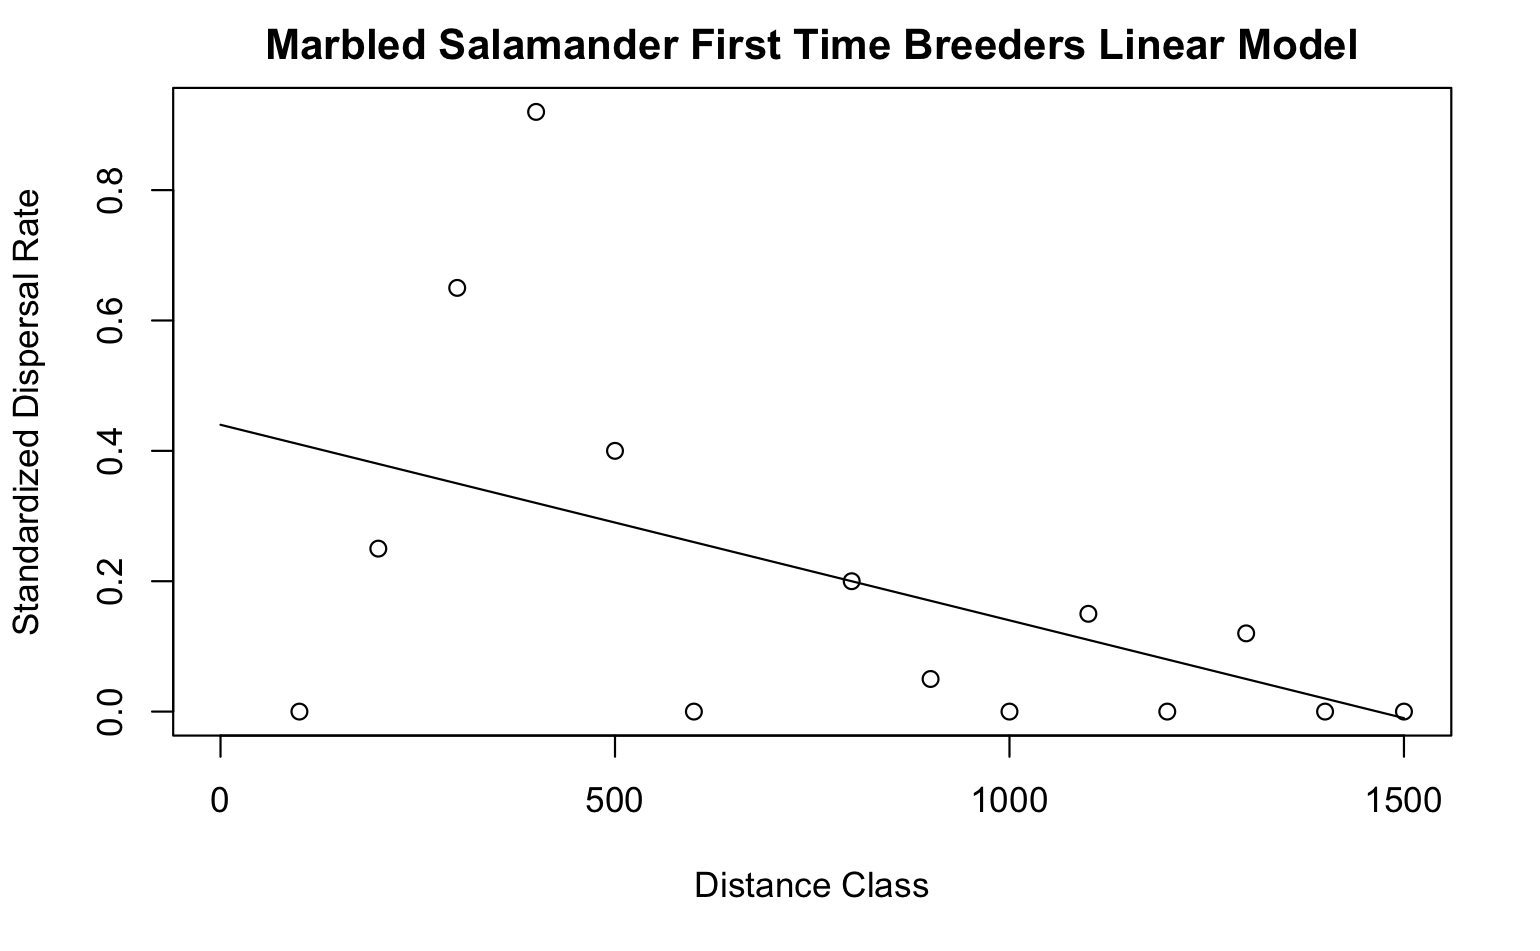 Marbled Salamander First Time Breeders Linear Model
Standardized Dispersal Rate
0.8
0.6
0.4
0.2
0.0
0 500 1000 1500
Distance Class